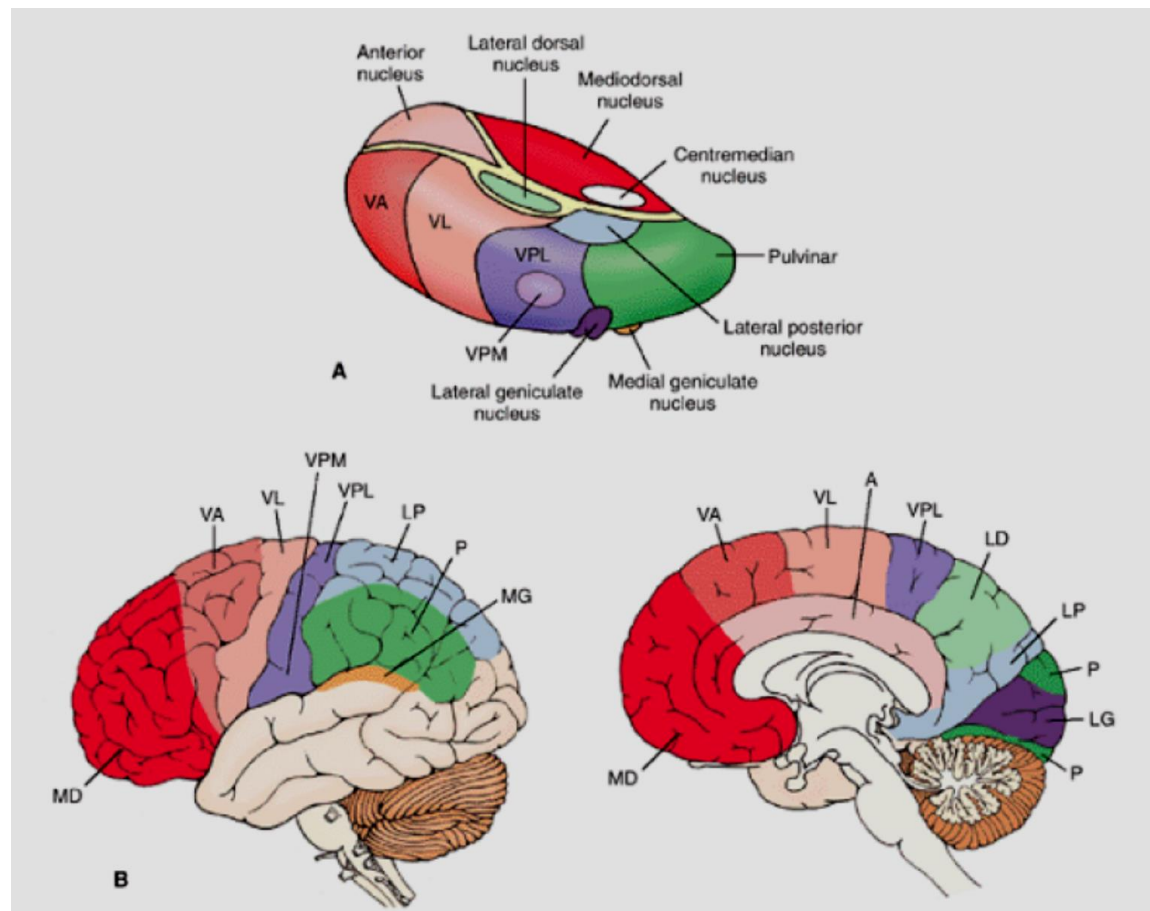 Anterior
nucleus
Lateral dorsal
nucleus
Mediodorsal
nucleus
Centremedian
nucleus
VA
VL
VPL
Pulvinar
VPM
Lateral posterior
nucleus
Lateral geniculate
nucleus
Medial geniculate
nucleus
A
VPM
VA
VL
VPL
LP
P
MG
MD
VA
VL
A
VPL
LD
LP
P
LG
P
MD
B